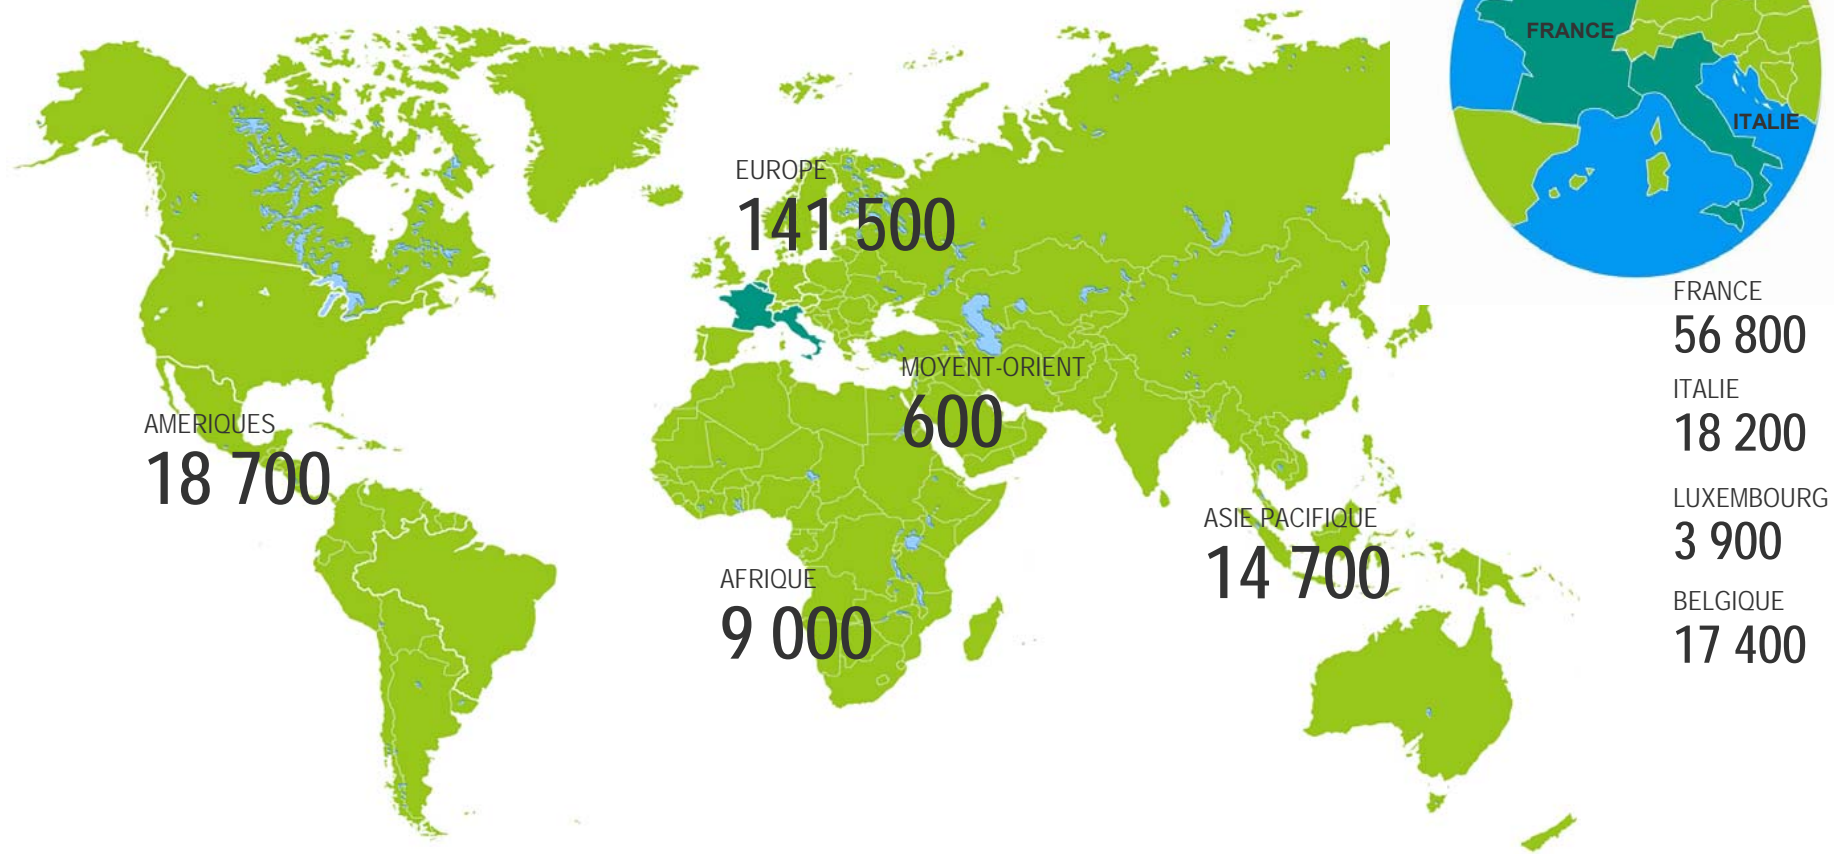 FRANCE
ITALIE
EUROPE
141 500
MOYENT-ORIENT
600
AMERIQUES
18 700
ASIE PACIFIQUE
14 700
AFRIQUE
9 000
FRANCE
56 800
ITALIE
18 200
LUXEMBOURG
3 900
BELGIQUE
17 400